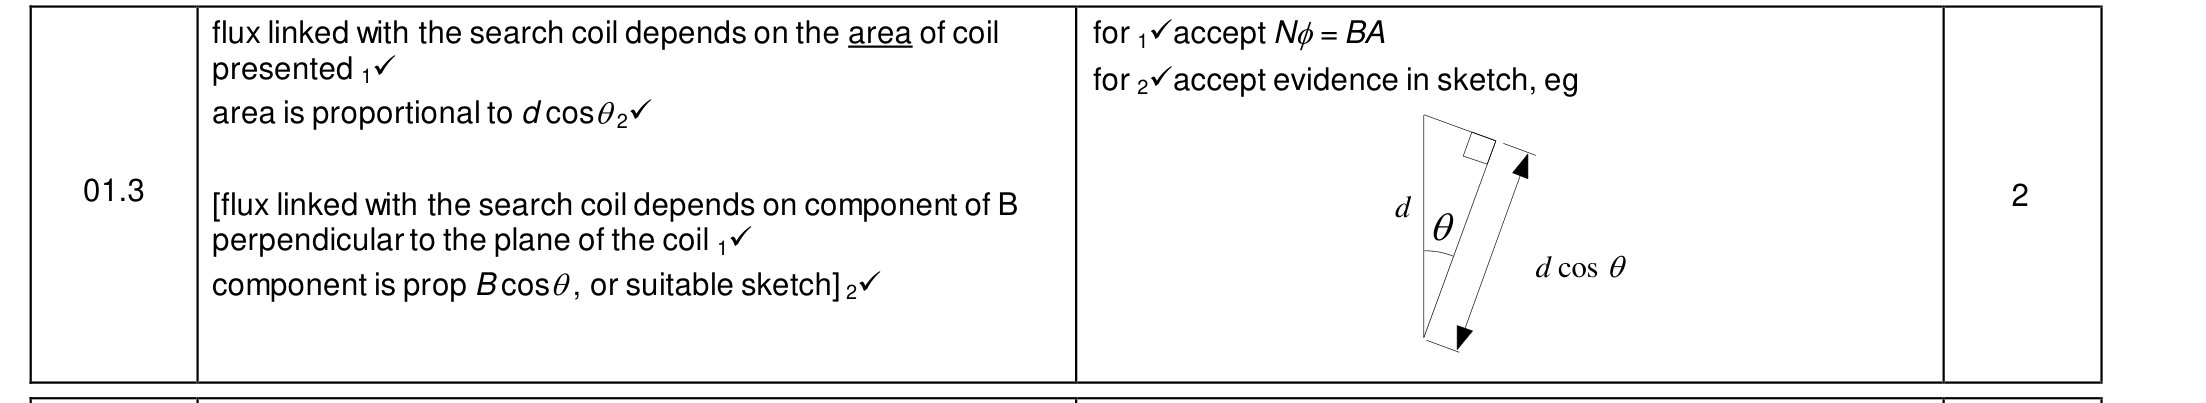 01.3
flux linked with the search coil depends on the area of coil
presented ₁✓
area is proportional to d cosθ ₂✓
[flux linked with the search coil depends on component of B
perpendicular to the plane of the coil ₁✓
component is prop B cosθ, or suitable sketch] ₂✓
for ₁✓ accept Nϕ = BA
for ₂✓ accept evidence in sketch, eg
d
θ
d cos θ
2